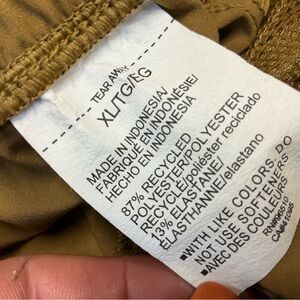 TEAR AWAY
XL/TG/EG
MADE IN INDONESIA/
FABRIQUÉ EN INDONÉSIE/
HECHO EN INDONESIA
87% RECYCLED
POLYESTER/POLYESTER
RECYCLÉ/poliéster reciclado
13% ELASTANE/
ÉLASTHANNE/elastano
■WITH LIKE COLORS, DO
NOT USE SOFTENERS
■AVEC DES COULEURS